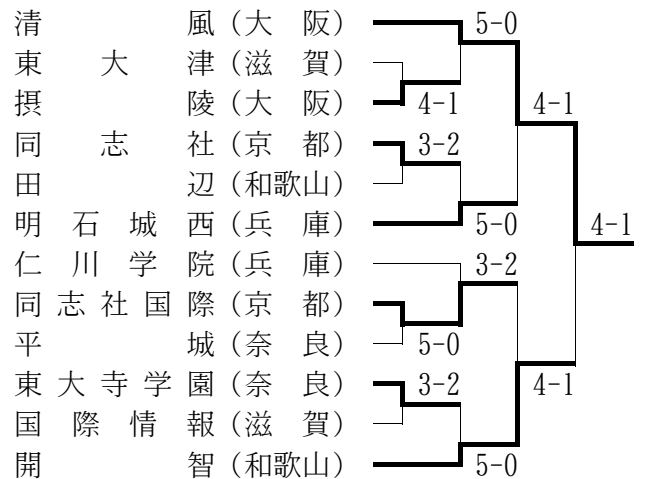 清風(大阪) 5-0
東大津(滋賀)
摂陵(大阪) 4-1 4-1
同志社(京都) 3-2
田辺(和歌山)
明石城西(兵庫) 5-0 4-1
仁川学院(兵庫) 3-2
同志社国際(京都)
平城(奈良) 5-0
東大寺学園(奈良) 3-2 4-1
国際情報(滋賀)
開智(和歌山) 5-0